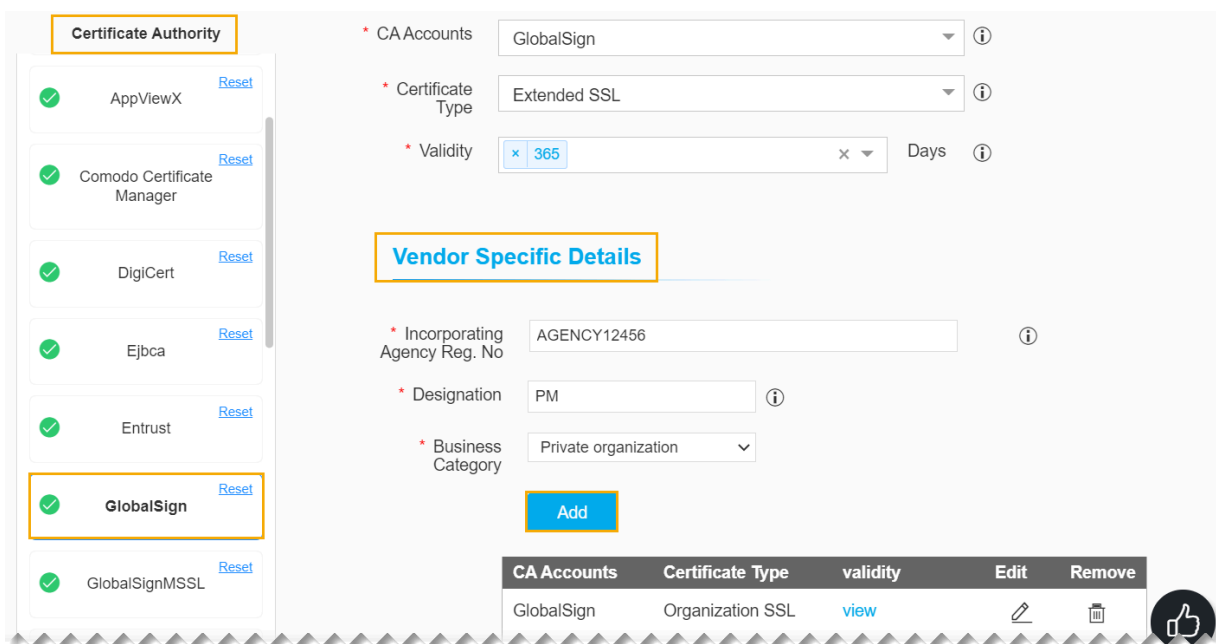 Certificate Authority
Reset
AppViewX
Reset
Comodo Certificate
Manager
Reset
DigiCert
Reset
Ejbca
Reset
Entrust
Reset
GlobalSign
Reset
GlobalSignMSSL
* CA Accounts
GlobalSign
* Certificate
Type
Extended SSL
* Validity
× 365
Days
Vendor Specific Details
* Incorporating
Agency Reg. No
AGENCY12456
* Designation
PM
* Business
Category
Private organization
Add
CA Accounts Certificate Type validity Edit Remove
GlobalSign Organization SSL view